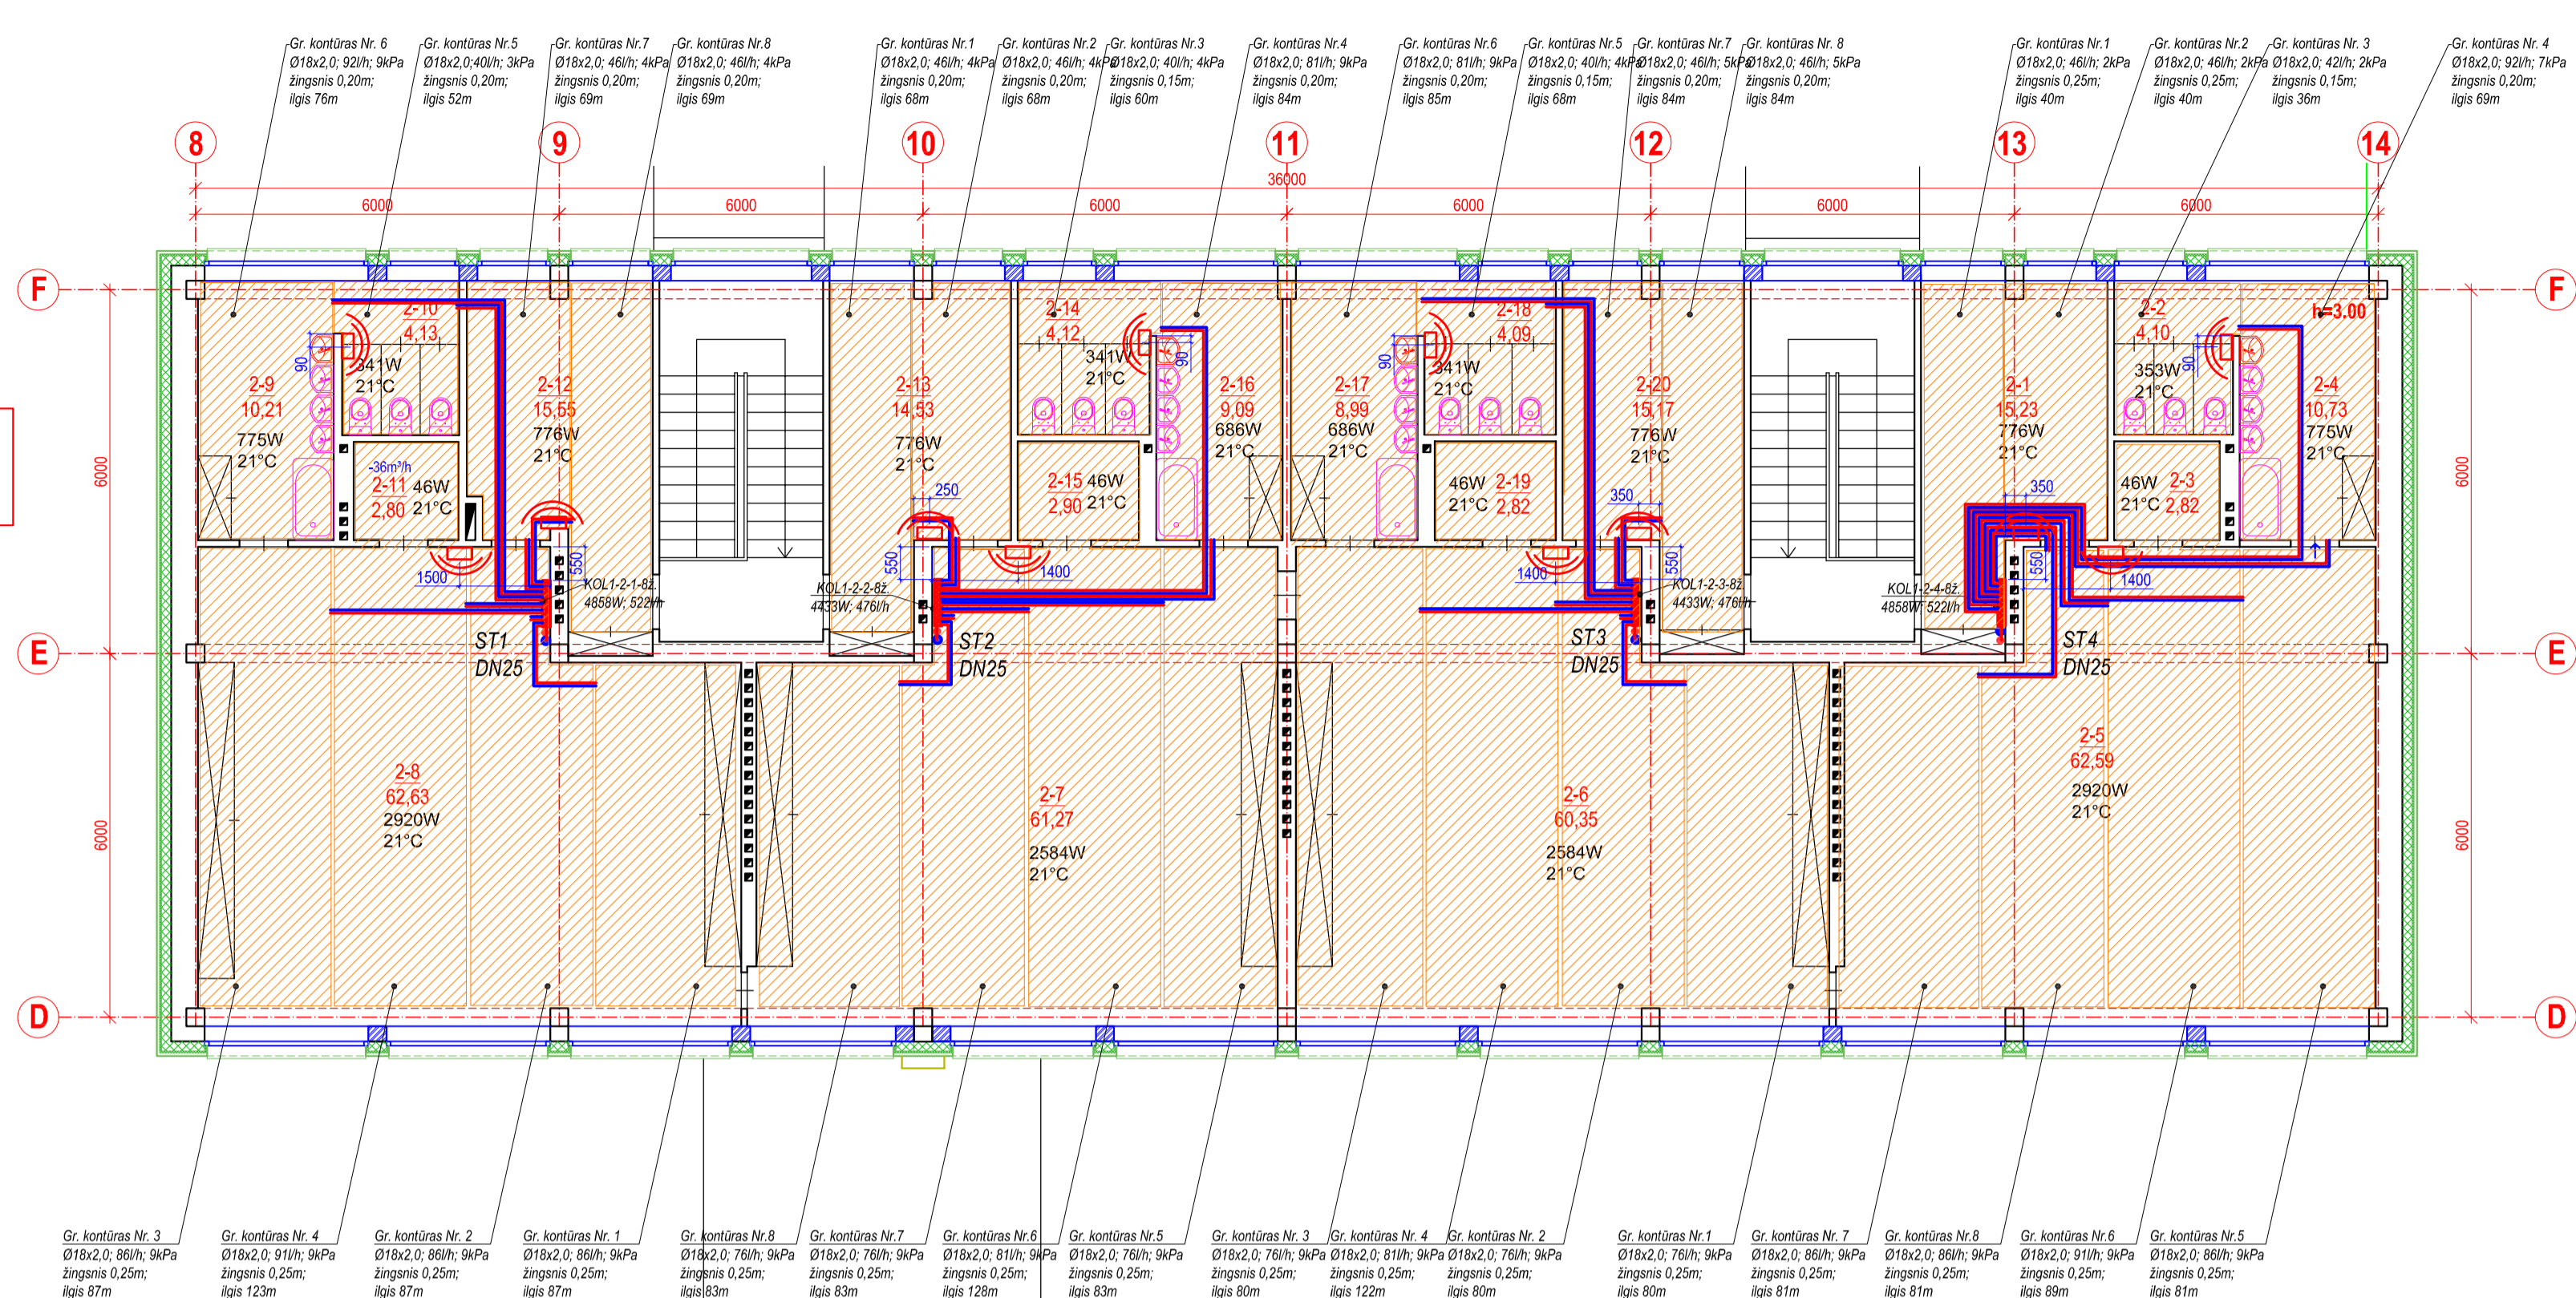 Gr. kontūras Nr. 6
Ø18x2,0; 92l/h; 9kPa
žingsnis 0,20m;
ilgis 76m
Gr. kontūras Nr.5
Ø18x2,0;40l/h; 3kPa
žingsnis 0,20m;
ilgis 52m
Gr. kontūras Nr.7
Ø18x2,0; 46l/h; 4kPa
žingsnis 0,20m;
ilgis 69m
Gr. kontūras Nr.8
Ø18x2,0; 46l/h; 4kPa
žingsnis 0,20m;
ilgis 69m
Gr. kontūras Nr.1
Ø18x2,0; 46l/h; 4kPa
žingsnis 0,20m;
ilgis 68m
Gr. kontūras Nr.2
Ø18x2,0; 46l/h; 4kPa
žingsnis 0,20m;
ilgis 68m
Gr. kontūras Nr.3
Ø18x2,0; 40l/h; 4kPa
žingsnis 0,15m;
ilgis 60m
Gr. kontūras Nr.4
Ø18x2,0; 81l/h; 9kPa
žingsnis 0,20m;
ilgis 84m
Gr. kontūras Nr.6
Ø18x2,0; 81l/h; 9kPa
žingsnis 0,20m;
ilgis 85m
Gr. kontūras Nr.5
Ø18x2,0; 40l/h; 4kPa
žingsnis 0,15m;
ilgis 68m
Gr. kontūras Nr.7
Ø18x2,0; 46l/h; 5kPa
žingsnis 0,20m;
ilgis 84m
Gr. kontūras Nr. 8
Ø18x2,0; 46l/h; 5kPa
žingsnis 0,20m;
ilgis 84m
Gr. kontūras Nr.1
Ø18x2,0; 46l/h; 2kPa
žingsnis 0,25m;
ilgis 40m
Gr. kontūras Nr.2
Ø18x2,0; 46l/h; 2kPa
žingsnis 0,25m;
ilgis 40m
Gr. kontūras Nr. 3
Ø18x2,0; 42l/h; 2kPa
žingsnis 0,15m;
ilgis 36m
Gr. kontūras Nr. 4
Ø18x2,0; 92l/h; 7kPa
žingsnis 0,20m;
ilgis 69m
8
9
10
11
12
13
14
36000
6000
6000
6000
6000
6000
6000
F
F
E
E
D
D
6000
6000
6000
6000
2-9
10,21
775W
21°C
90
2-10
4,13
341W
21°C
-36m³/h
2-11
2,80
46W
21°C
2-12
15,55
776W
21°C
2-13
14,53
776W
21°C
2-14
4,12
341W
21°C
90
2-15
2,90
46W
21°C
2-16
9,09
686W
21°C
2-17
8,99
686W
21°C
90
2-18
4,09
341W
21°C
46W
21°C
2-19
2,82
2-20
15,17
776W
21°C
2-1
15,23
776W
21°C
2-2
4,10
353W
21°C
90
46W
21°C
2-3
2,82
h=3.00
2-4
10,73
775W
21°C
1500
550
KOL1-2-1-8ž.
4858W; 522l/h
ST1
DN25
250
550
1400
KOL1-2-2-8ž.
4433W; 476l/h
ST2
DN25
350
550
1400
KOL1-2-3-8ž.
4433W; 476l/h
ST3
DN25
350
550
1400
KOL1-2-4-8ž.
4858W; 522l/h
ST4
DN25
2-8
62,63
2920W
21°C
2-7
61,27
2584W
21°C
2-6
60,35
2584W
21°C
2-5
62,59
2920W
21°C
Gr. kontūras Nr. 3
Ø18x2,0; 86l/h; 9kPa
žingsnis 0,25m;
ilgis 87m
Gr. kontūras Nr. 4
Ø18x2,0; 91l/h; 9kPa
žingsnis 0,25m;
ilgis 123m
Gr. kontūras Nr. 2
Ø18x2,0; 86l/h; 9kPa
žingsnis 0,25m;
ilgis 87m
Gr. kontūras Nr. 1
Ø18x2,0; 86l/h; 9kPa
žingsnis 0,25m;
ilgis 87m
Gr. kontūras Nr.8
Ø18x2,0; 76l/h; 9kPa
žingsnis 0,25m;
ilgis 83m
Gr. kontūras Nr.7
Ø18x2,0; 76l/h; 9kPa
žingsnis 0,25m;
ilgis 83m
Gr. kontūras Nr.6
Ø18x2,0; 81l/h; 9kPa
žingsnis 0,25m;
ilgis 128m
Gr. kontūras Nr.5
Ø18x2,0; 76l/h; 9kPa
žingsnis 0,25m;
ilgis 83m
Gr. kontūras Nr. 3
Ø18x2,0; 76l/h; 9kPa
žingsnis 0,25m;
ilgis 80m
Gr. kontūras Nr. 4
Ø18x2,0; 81l/h; 9kPa
žingsnis 0,25m;
ilgis 122m
Gr. kontūras Nr. 2
Ø18x2,0; 76l/h; 9kPa
žingsnis 0,25m;
ilgis 80m
Gr. kontūras Nr.1
Ø18x2,0; 76l/h; 9kPa
žingsnis 0,25m;
ilgis 80m
Gr. kontūras Nr. 7
Ø18x2,0; 86l/h; 9kPa
žingsnis 0,25m;
ilgis 81m
Gr. kontūras Nr.8
Ø18x2,0; 86l/h; 9kPa
žingsnis 0,25m;
ilgis 81m
Gr. kontūras Nr.6
Ø18x2,0; 91l/h; 9kPa
žingsnis 0,25m;
ilgis 89m
Gr. kontūras Nr.5
Ø18x2,0; 86l/h; 9kPa
žingsnis 0,25m;
ilgis 81m